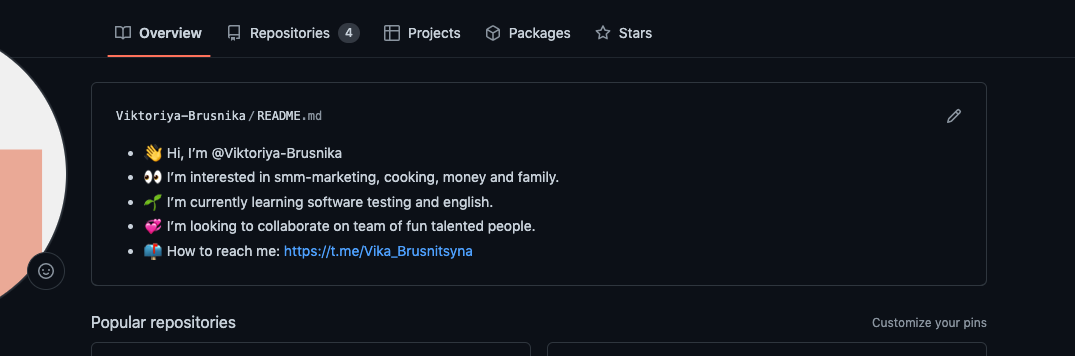 Overview Repositories 4 Projects Packages Stars
Viktoriya-Brusnika/README.md
👋 Hi, I’m @Viktoriya-Brusnika
👀 I’m interested in smm-marketing, cooking, money and family.
🌱 I’m currently learning software testing and english.
💞️ I’m looking to collaborate on team of fun talented people.
📫 How to reach me: https://t.me/Vika_Brusnitsyna
Popular repositories
Customize your pins